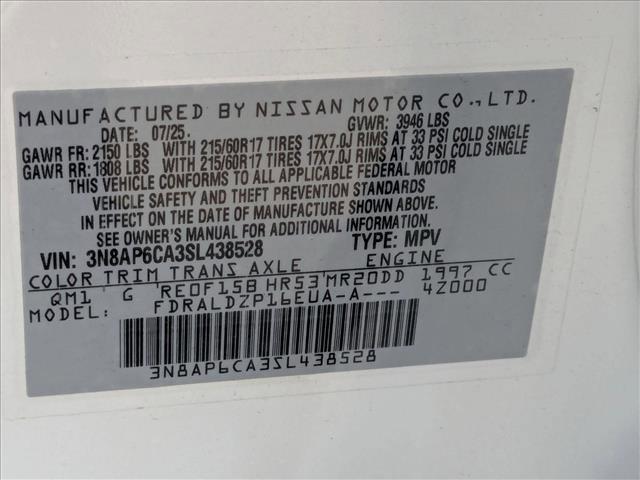 MANUFACTURED BY NISSAN MOTOR CO.,LTD.
DATE: 07/25. GVWR: 3946 LBS
GAWR FR: 2150 LBS WITH 215/60R17 TIRES 17X7.0J RIMS AT 33 PSI COLD SINGLE
GAWR RR: 1808 LBS WITH 215/60R17 TIRES 17X7.0J RIMS AT 33 PSI COLD SINGLE
THIS VEHICLE CONFORMS TO ALL APPLICABLE FEDERAL MOTOR
VEHICLE SAFETY AND THEFT PREVENTION STANDARDS
IN EFFECT ON THE DATE OF MANUFACTURE SHOWN ABOVE.
SEE OWNER'S MANUAL FOR ADDITIONAL INFORMATION.
VIN: 3N8AP6CA3SL438528 TYPE: MPV
COLOR TRIM TRANS AXLE ENGINE
QM1 G RE0F15B HR53 MR20DD 1997 CC
MODEL: FDRALDZP16EUA-A--- 4Z000
3N8AP6CA3SL438528